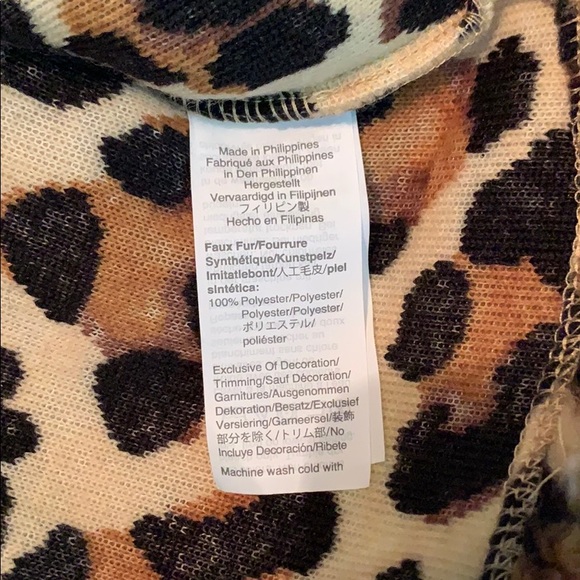 Made in Philippines
Fabriqué aux Philippines
in Den Philippinen
Hergestellt
Vervaardigd in Filipijnen
フィリピン製
Hecho en Filipinas
Faux Fur/Fourrure
Synthétique/Kunstpelz/
Imitatiebont/人工毛皮/piel
sintética:
100% Polyester/Polyester/
Polyester/Polyester/
ポリエステル/
poliéster
Exclusive Of Decoration/
Trimming/Sauf Dècoration/
Garnitures/Ausgenommen
Dekoration/Besatz/Exclusief
Versiering/Garneersel/装飾
部分を除く/トリム部/No
Incluye Decoración/Ribete
Machine wash cold with